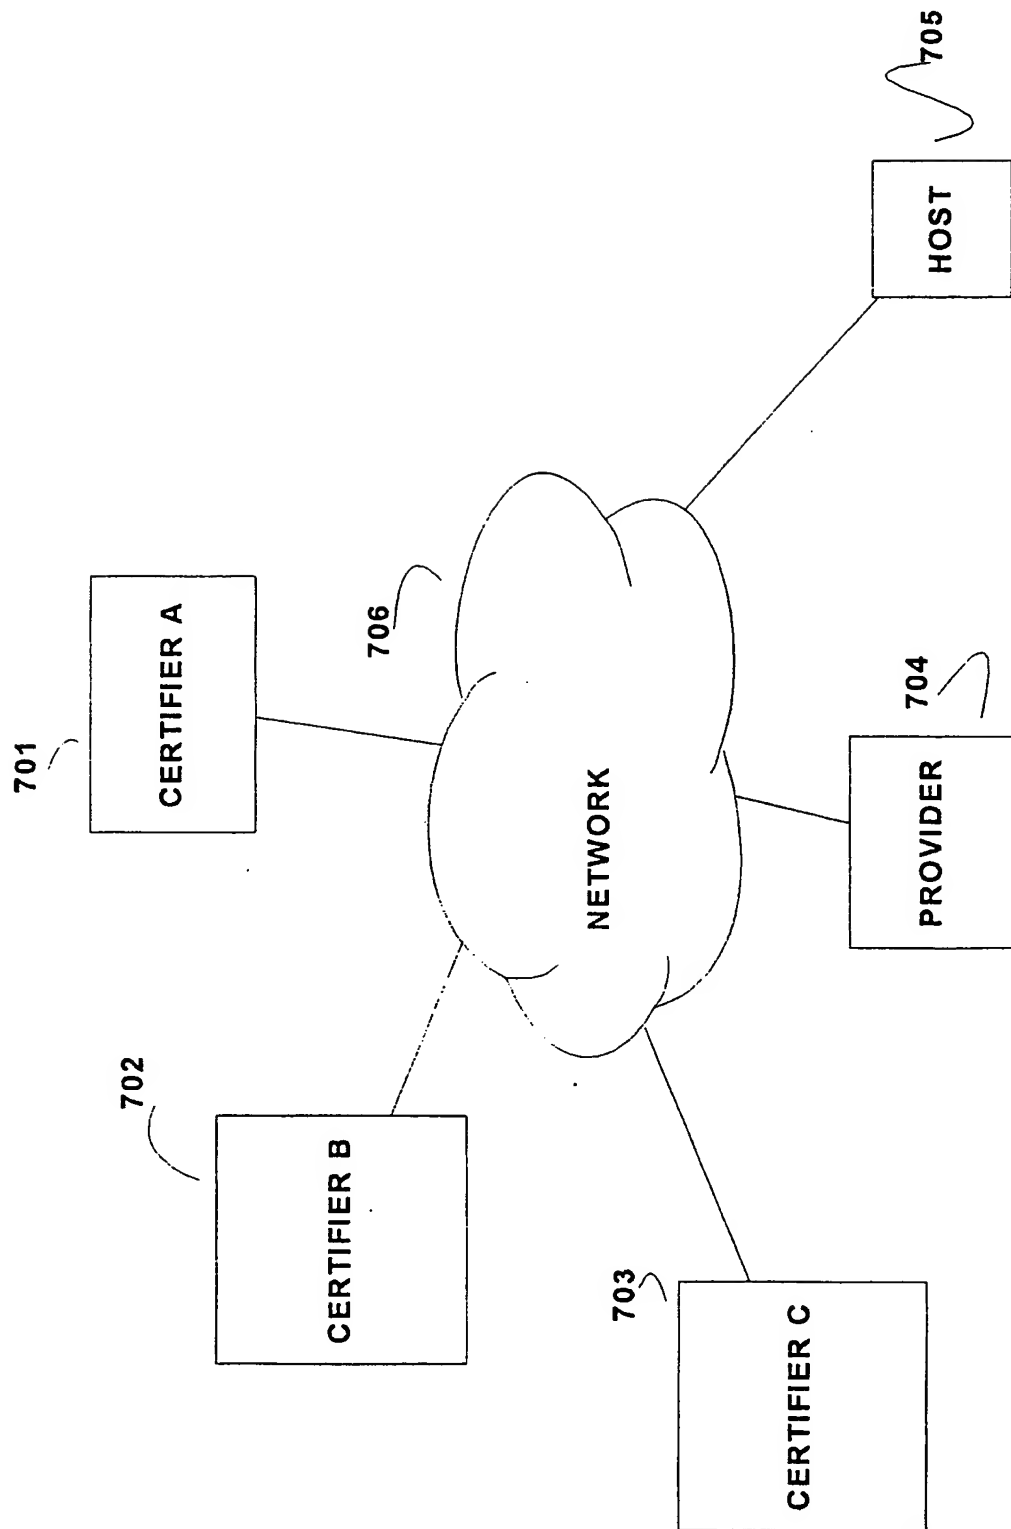 701
CERTIFIER A
702
CERTIFIER B
703
CERTIFIER C
706
NETWORK
704
PROVIDER
705
HOST